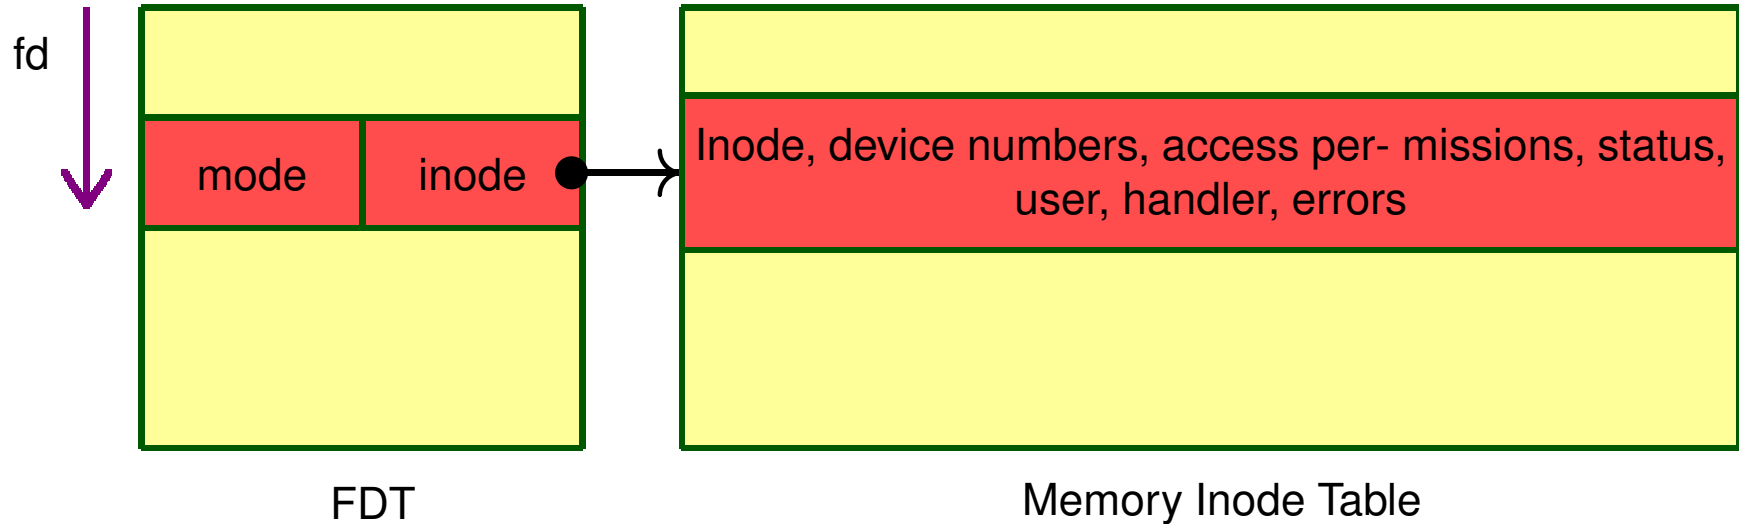 fd
mode
inode
Inode, device numbers, access per- missions, status,
user, handler, errors
FDT
Memory Inode Table